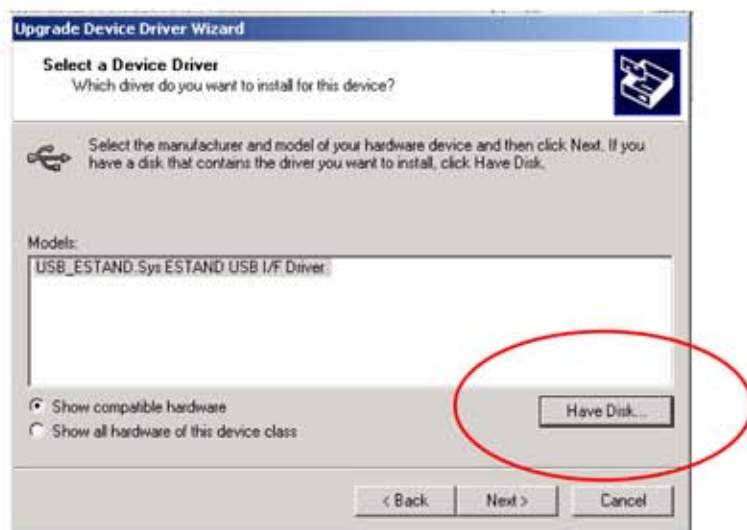 Upgrade Device Driver Wizard
Select a Device Driver
Which driver do you want to install for this device?
Select the manufacturer and model of your hardware device and then click Next. If you
have a disk that contains the driver you want to install, click Have Disk.
Models:
USB_ESTAND.Sys ESTAND USB I/F Driver
Show compatible hardware
Show all hardware of this device class
Have Disk...
< Back
Next >
Cancel